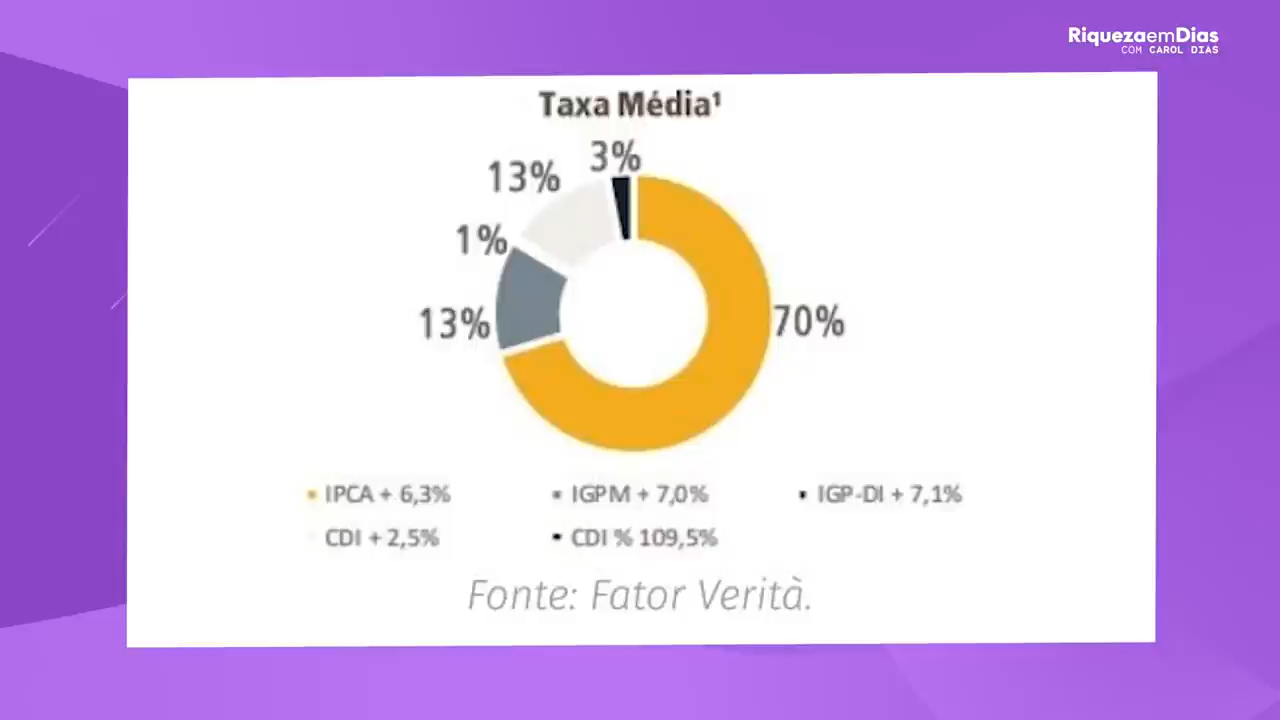 RiquezaemDias
COM CAROL DIAS
Taxa Média¹
3%
13%
1%
13%
70%
IPCA + 6,3%
IGPM + 7,0%
IGP-DI + 7,1%
CDI + 2,5%
CDI % 109,5%
Fonte: Fator Verità.